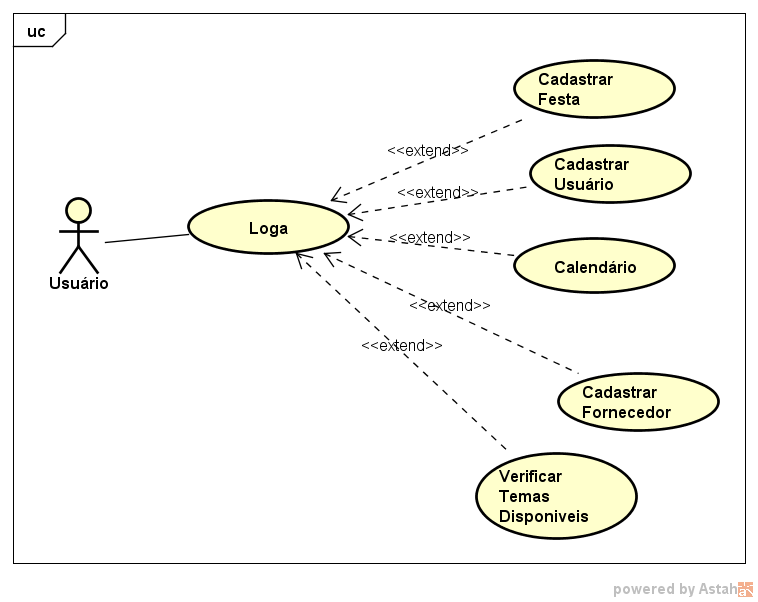 uc
Cadastrar
Festa
<<extend>>
Cadastrar
Usuário
<<extend>>
Loga
<<extend>>
Calendário
Usuário
<<extend>>
<<extend>>
Cadastrar
Fornecedor
Verificar
Temas
Disponiveis
powered by Astah